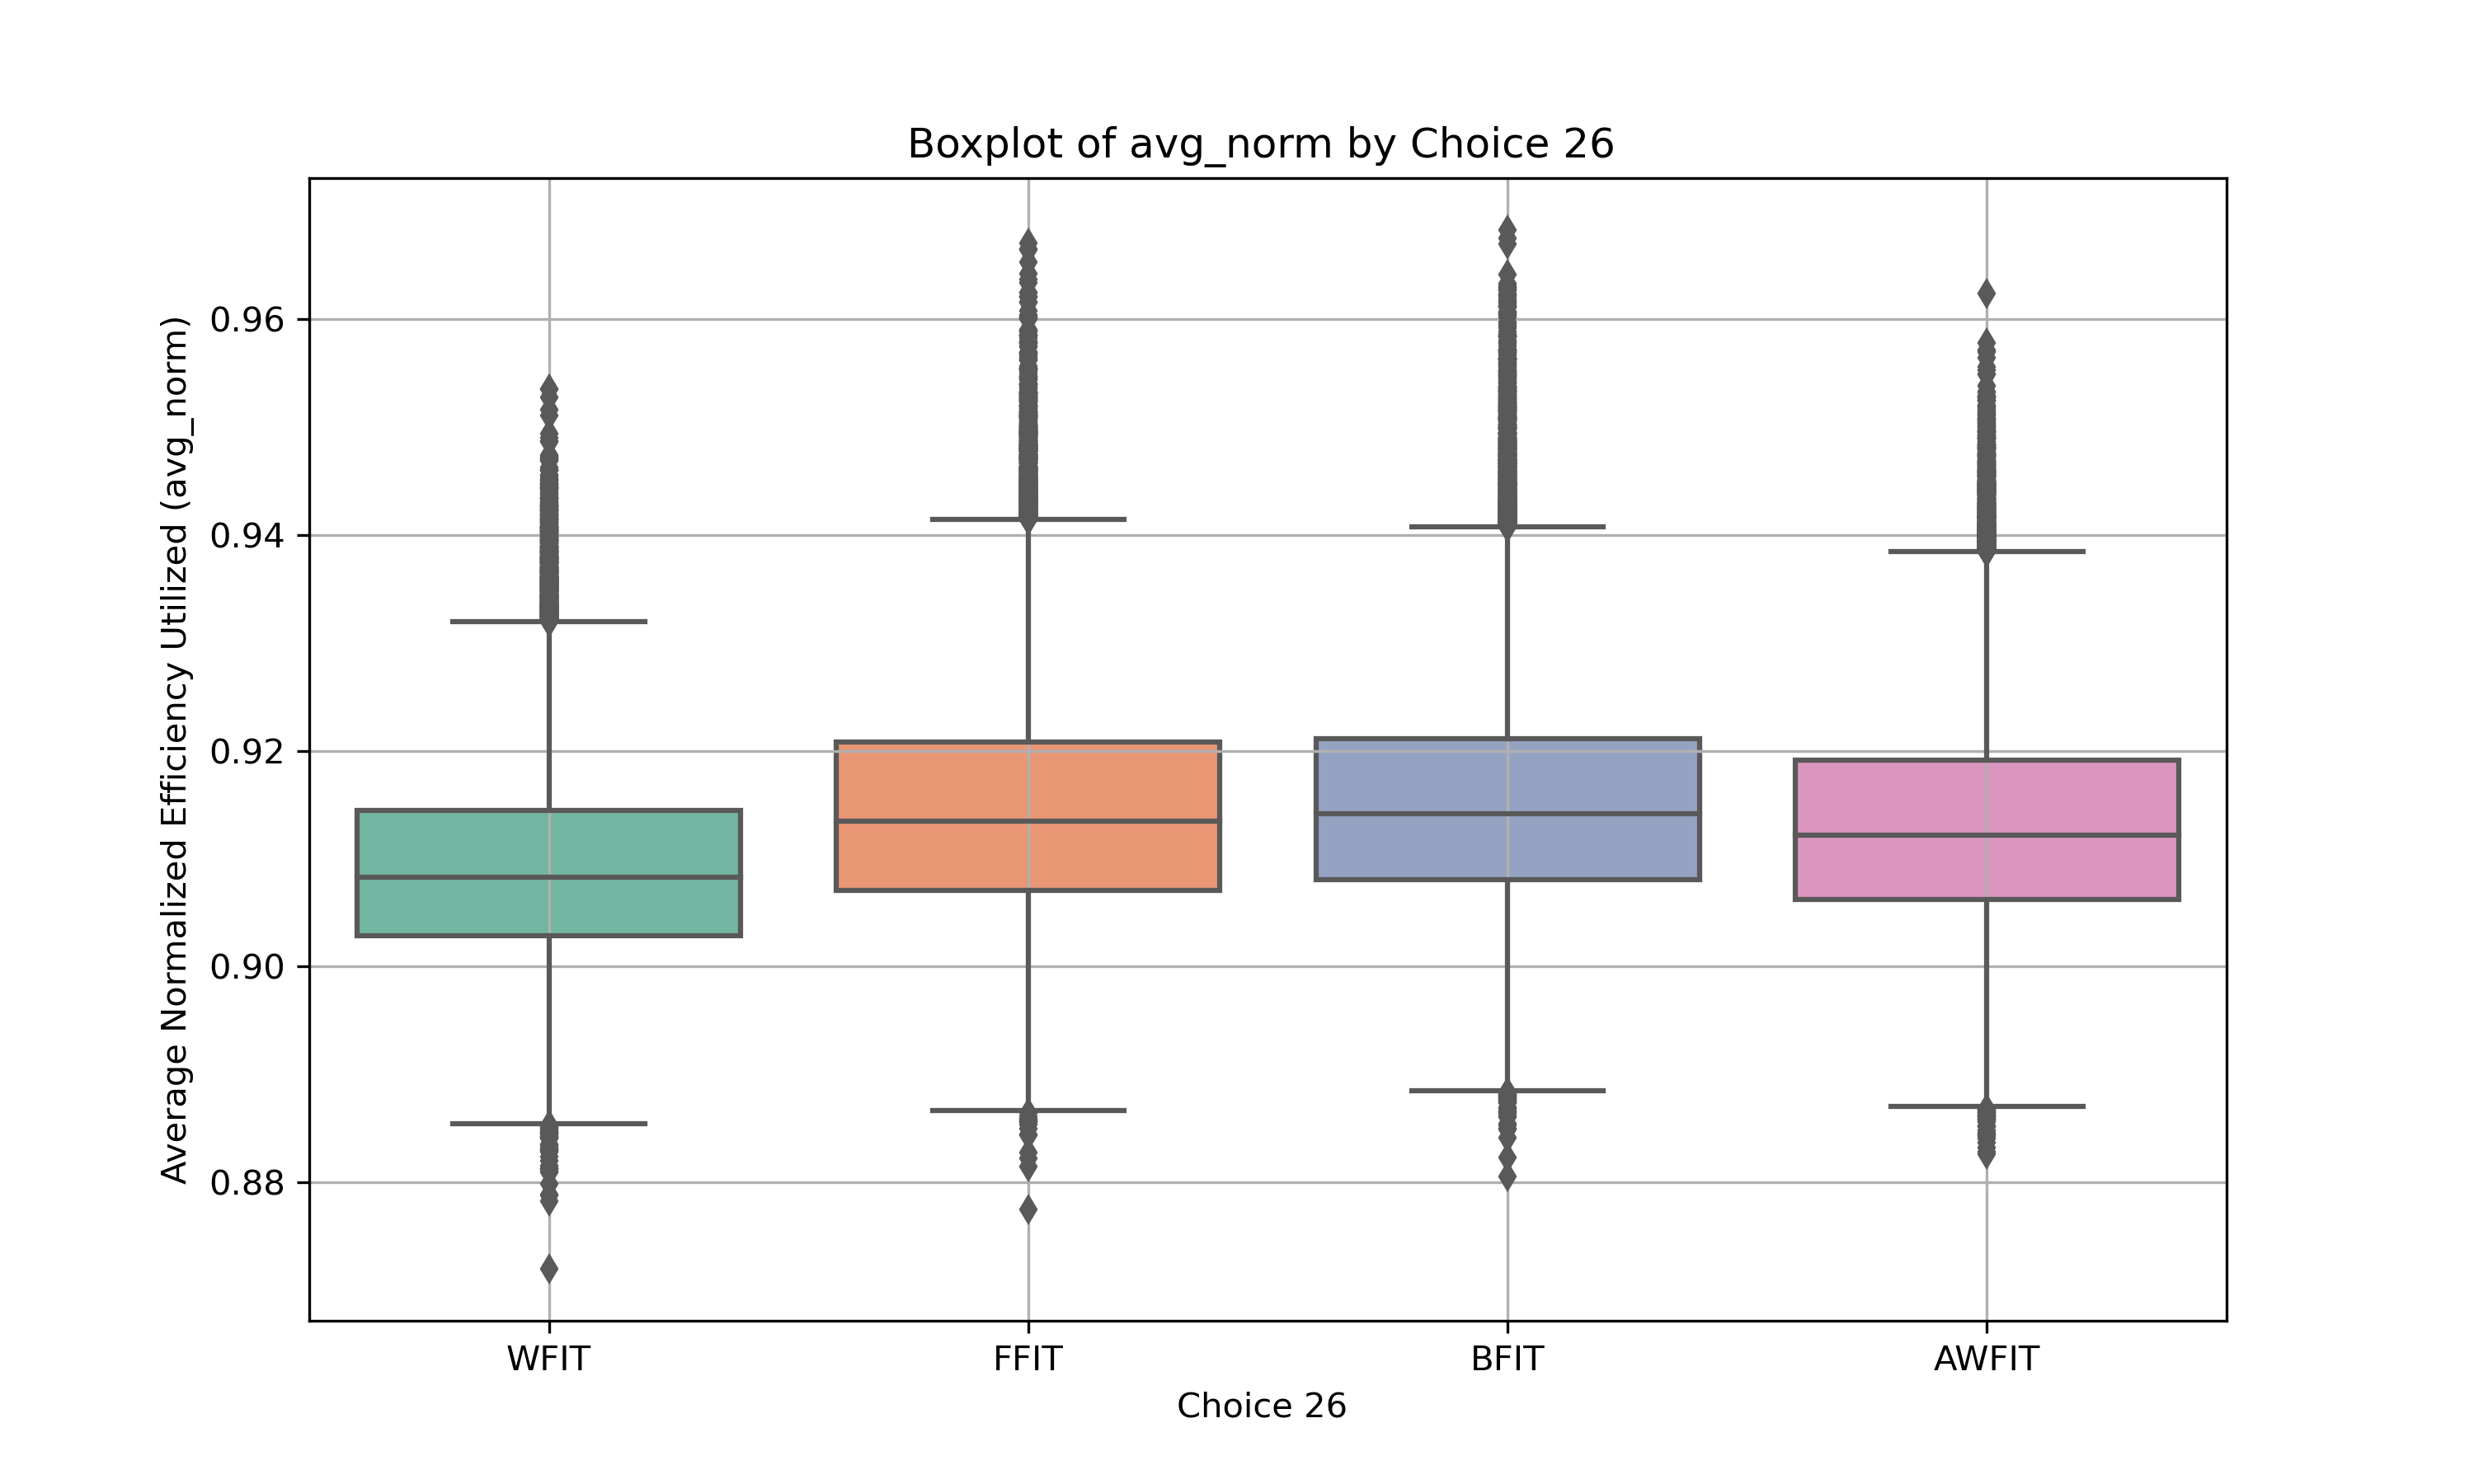 Boxplot of avg_norm by Choice 26
Average Normalized Efficiency Utilized (avg_norm)
0.96
0.94
0.92
0.90
0.88
WFIT
FFIT
BFIT
AWFIT
Choice 26